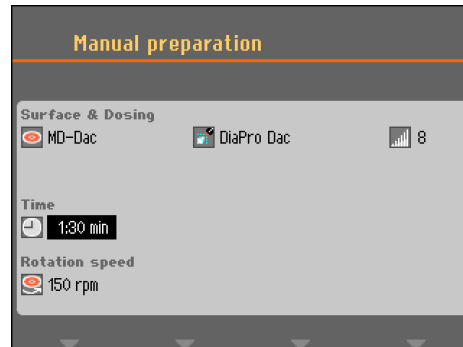 Manual preparation
Surface & Dosing
MD-Dac DiaPro Dac 8
Time
1:30 min
Rotation speed
150 rpm